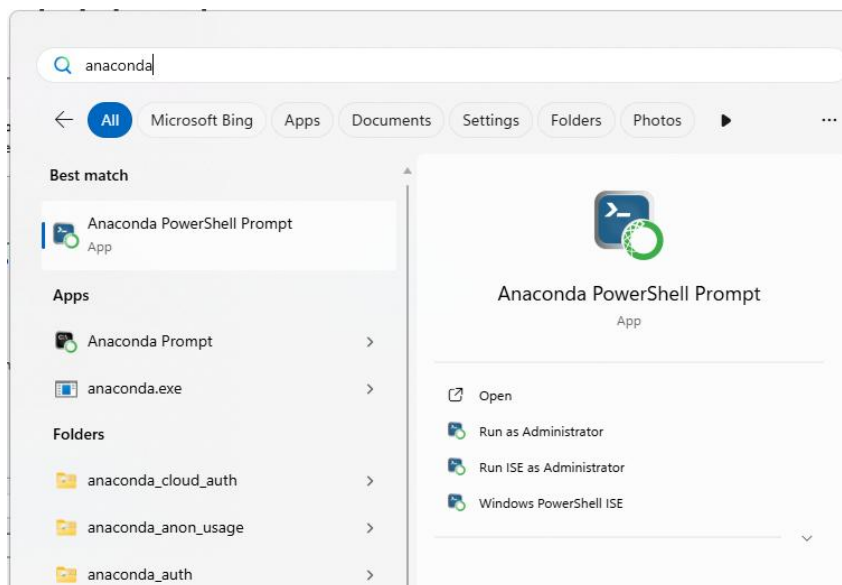 anaconda
All Microsoft Bing Apps Documents Settings Folders Photos ...
Best match
Anaconda PowerShell Prompt
App
Apps
Anaconda Prompt
anaconda.exe
Folders
anaconda_cloud_auth
anaconda_anon_usage
anaconda_auth
Anaconda PowerShell Prompt
App
Open
Run as Administrator
Run ISE as Administrator
Windows PowerShell ISE